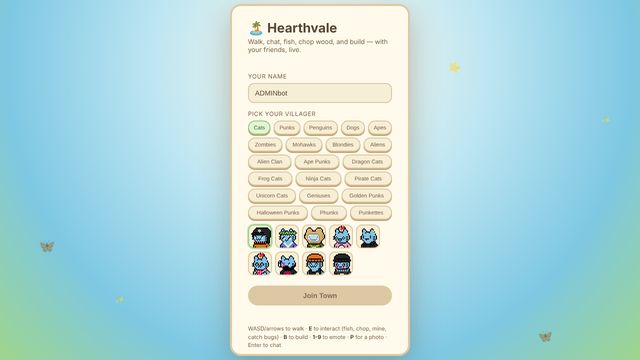 Hearthvale
Walk, chat, fish, chop wood, and build — with
your friends, live.
YOUR NAME
ADMINbot
PICK YOUR VILLAGER
Cats Punks Penguins Dogs Apes
Zombies Mohawks Blondies Aliens
Alien Clan Ape Punks Dragon Cats
Frog Cats Ninja Cats Pirate Cats
Unicorn Cats Geniuses Golden Punks
Halloween Punks Phunks Punkettes
Join Town
WASD/arrows to walk · E to interact (fish, chop, mine,
catch bugs) · B to build · 1-9 to emote · P for a photo ·
Enter to chat